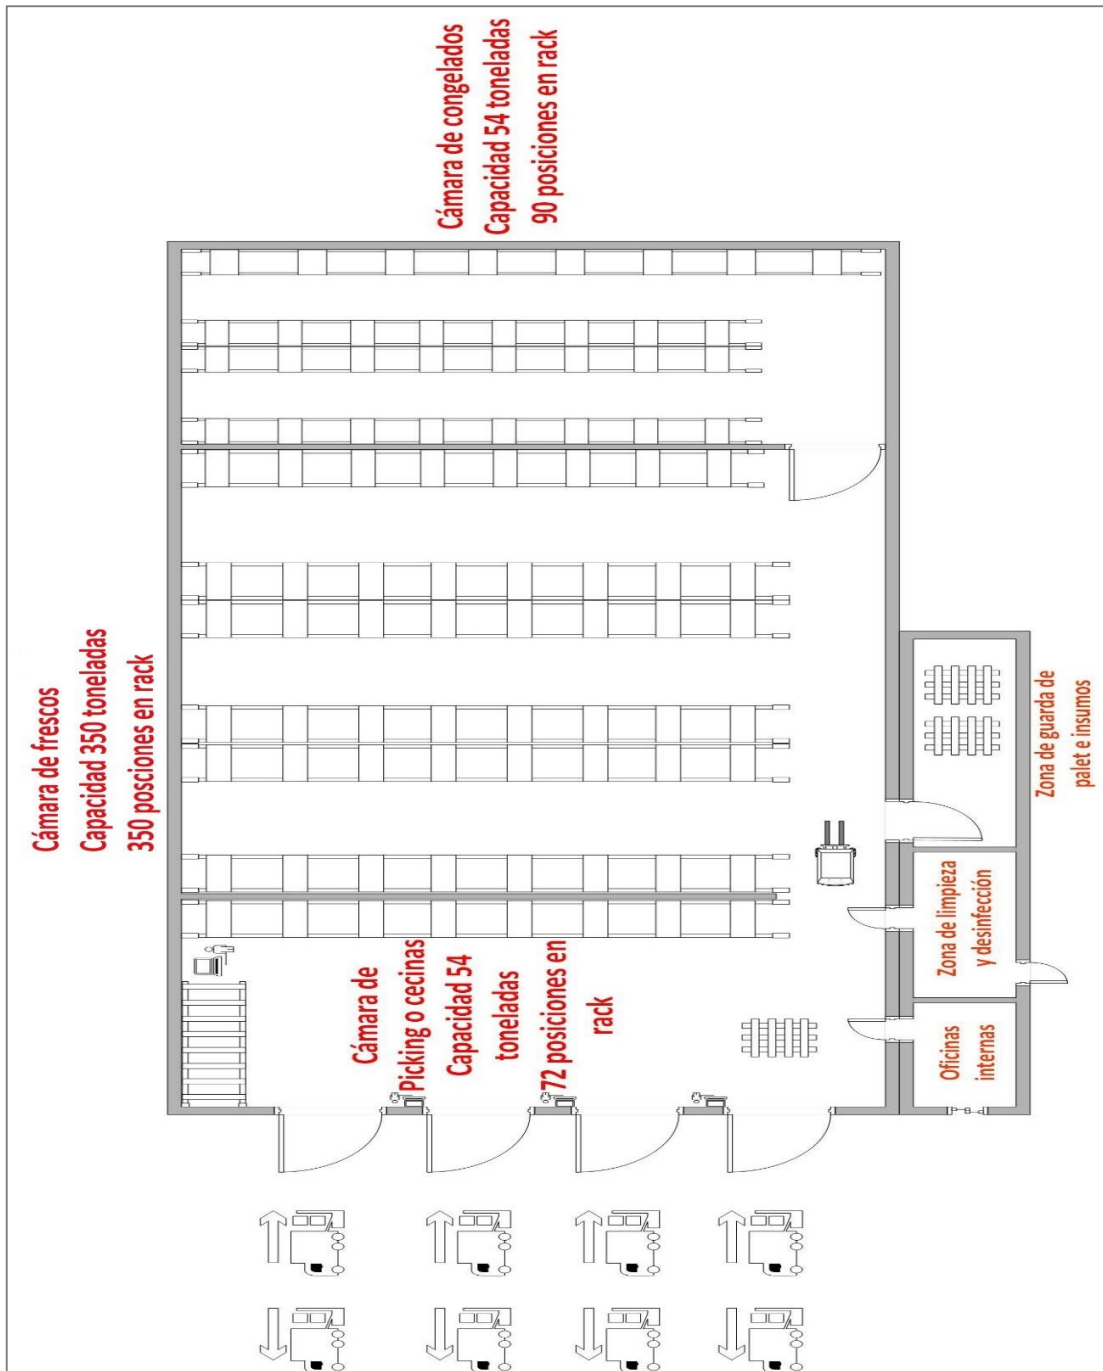 Cámara de congelados
Capacidad 54 toneladas
90 posiciones en rack
Cámara de frescos
Capacidad 350 toneladas
350 posciones en rack
Cámara de
Picking o cecinas
Capacidad 54
toneladas
72 posiciones en
rack
Zona de guarda de
palet e insumos
Zona de limpieza
y desinfección
Oficinas
internas